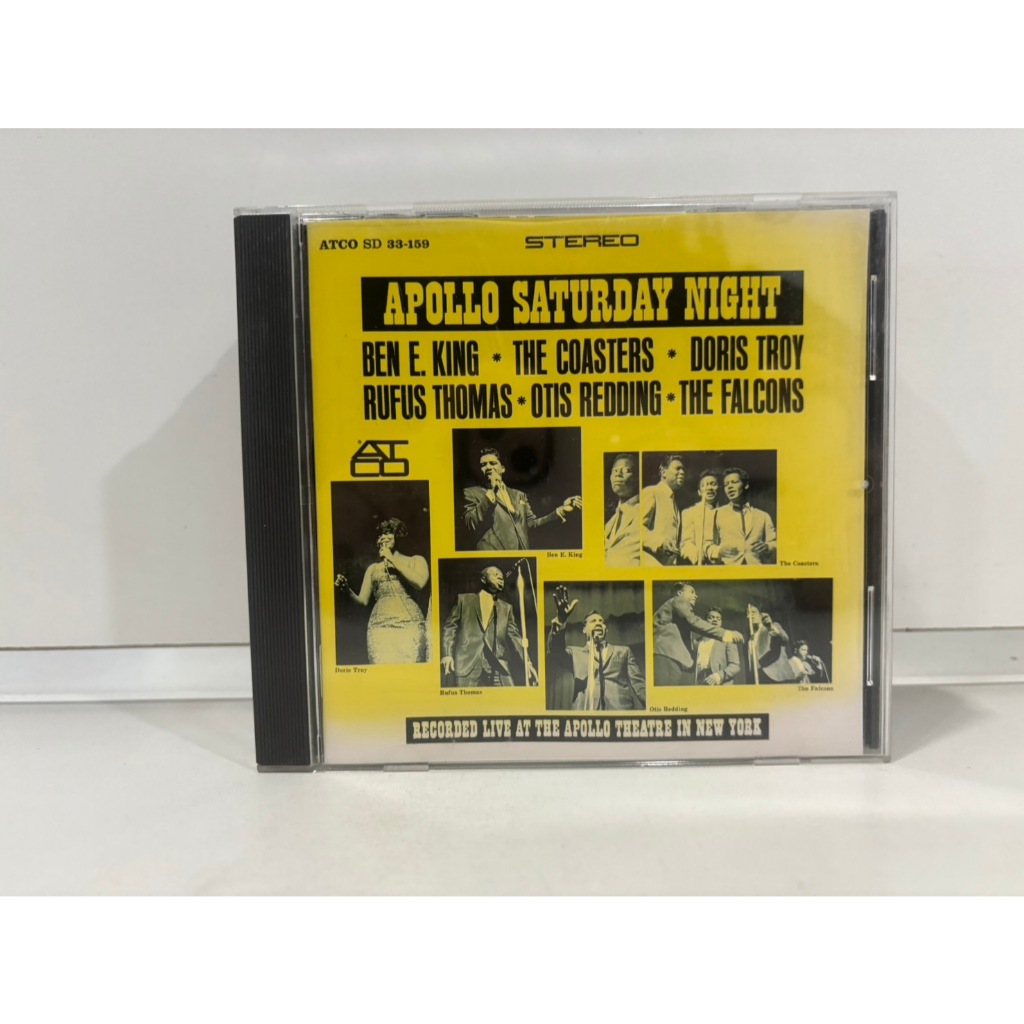 ATCO SD 33-159
STEREO
APOLLO SATURDAY NIGHT
BEN E. KING * THE COASTERS * DORIS TROY
RUFUS THOMAS * OTIS REDDING * THE FALCONS
ATCO
Ben E. King
The Coasters
Doris Troy
Rufus Thomas
Otis Redding
The Falcons
RECORDED LIVE AT THE APOLLO THEATRE IN NEW YORK